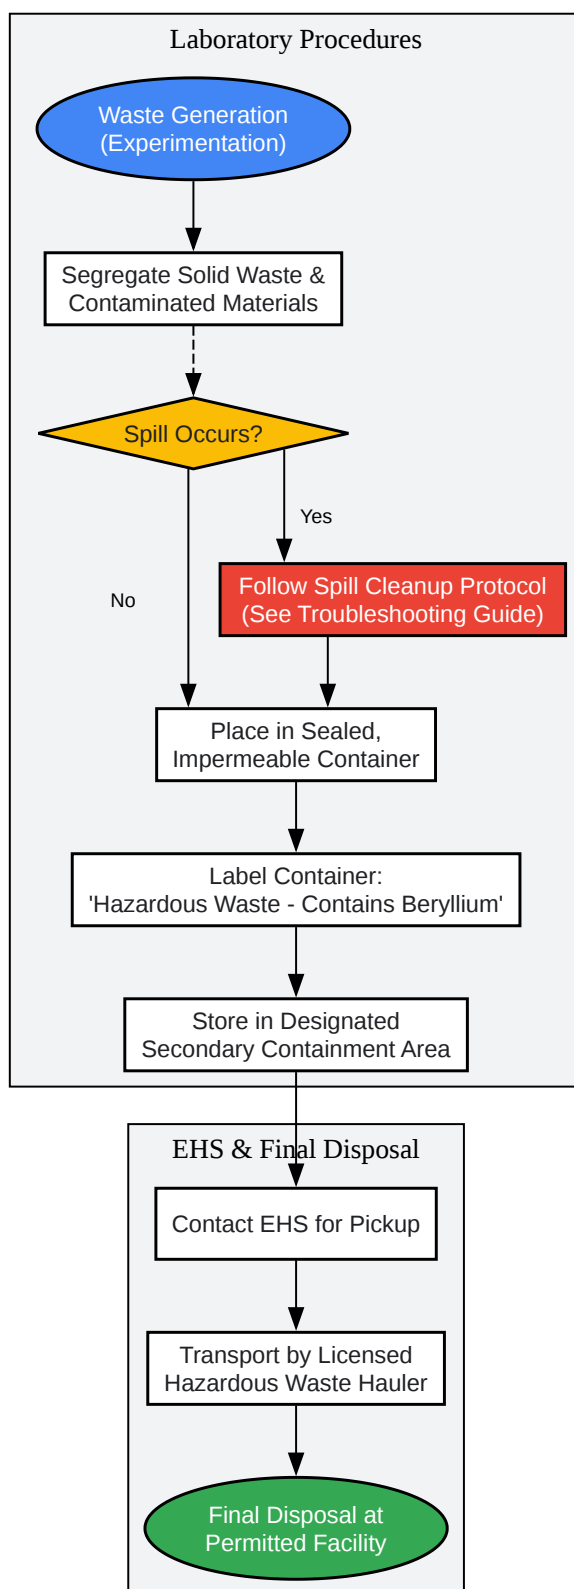 Laboratory Procedures
Waste Generation
(Experimentation)
Segregate Solid Waste &
Contaminated Materials
Spill Occurs?
Yes
No
Follow Spill Cleanup Protocol
(See Troubleshooting Guide)
Place in Sealed,
Impermeable Container
Label Container:
'Hazardous Waste - Contains Beryllium'
Store in Designated
Secondary Containment Area
EHS & Final Disposal
Contact EHS for Pickup
Transport by Licensed
Hazardous Waste Hauler
Final Disposal at
Permitted Facility